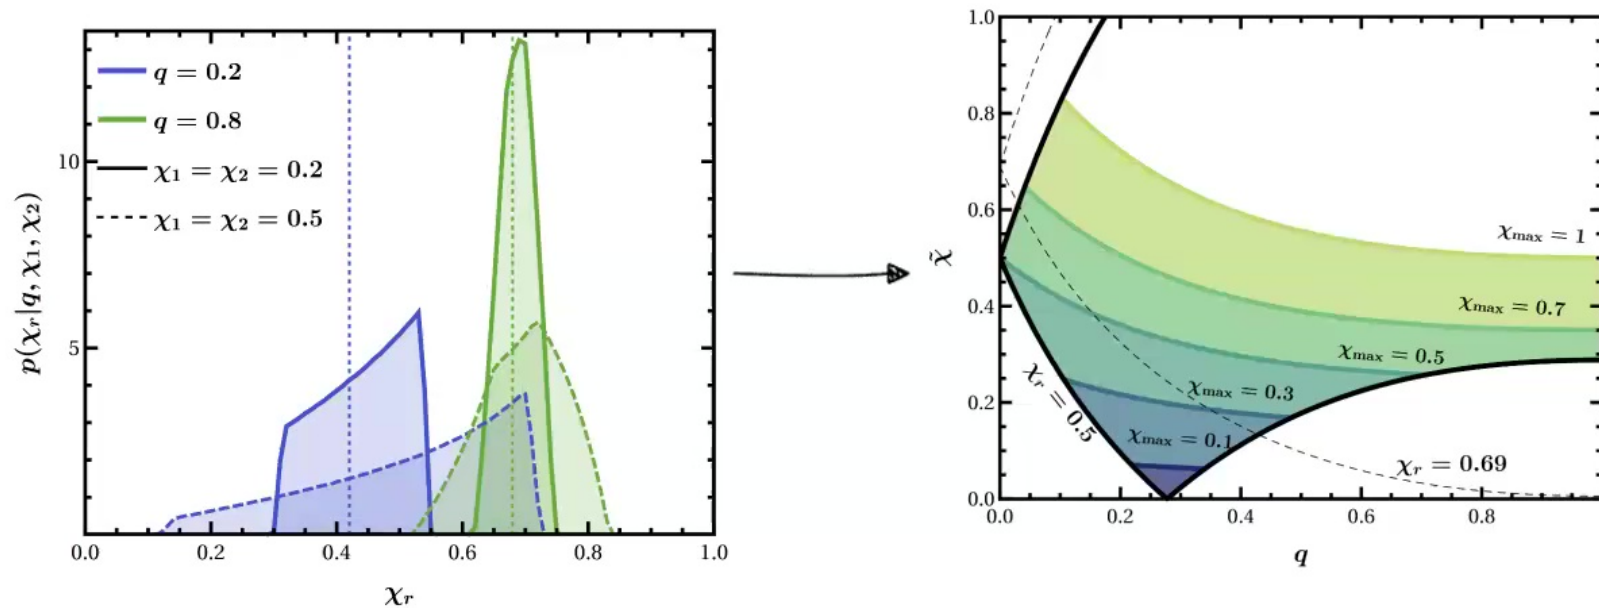 q = 0.2
q = 0.8
χ₁ = χ₂ = 0.2
χ₁ = χ₂ = 0.5
10
5
p(χᵣ|q, χ₁, χ₂)
0.0 0.2 0.4 0.6 0.8 1.0
χᵣ
1.0
0.8
0.6
0.4
0.2
0.0
χ̃
χmax = 1
χmax = 0.7
χmax = 0.5
χmax = 0.3
χmax = 0.1
χᵣ = 0.5
χᵣ = 0.69
0.0 0.2 0.4 0.6 0.8
q